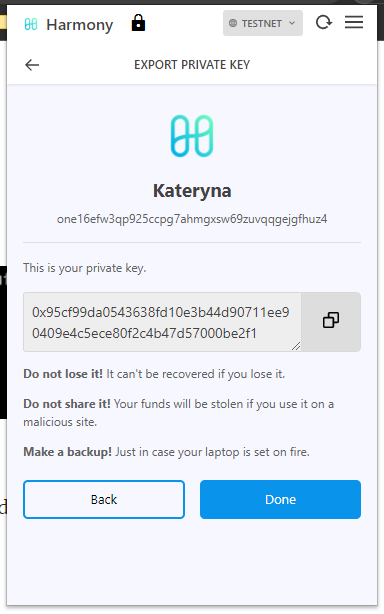 Harmony
TESTNET
EXPORT PRIVATE KEY
Kateryna
one16efw3qp925ccpg7ahmgxsw69zuvqqgejgfhuz4
This is your private key.
0x95cf99da0543638fd10e3b44d90711ee9
0409e4c5ece80f2c4b47d57000be2f1
Do not lose it! It can't be recovered if you lose it.
Do not share it! Your funds will be stolen if you use it on a
malicious site.
Make a backup! Just in case your laptop is set on fire.
Back
Done